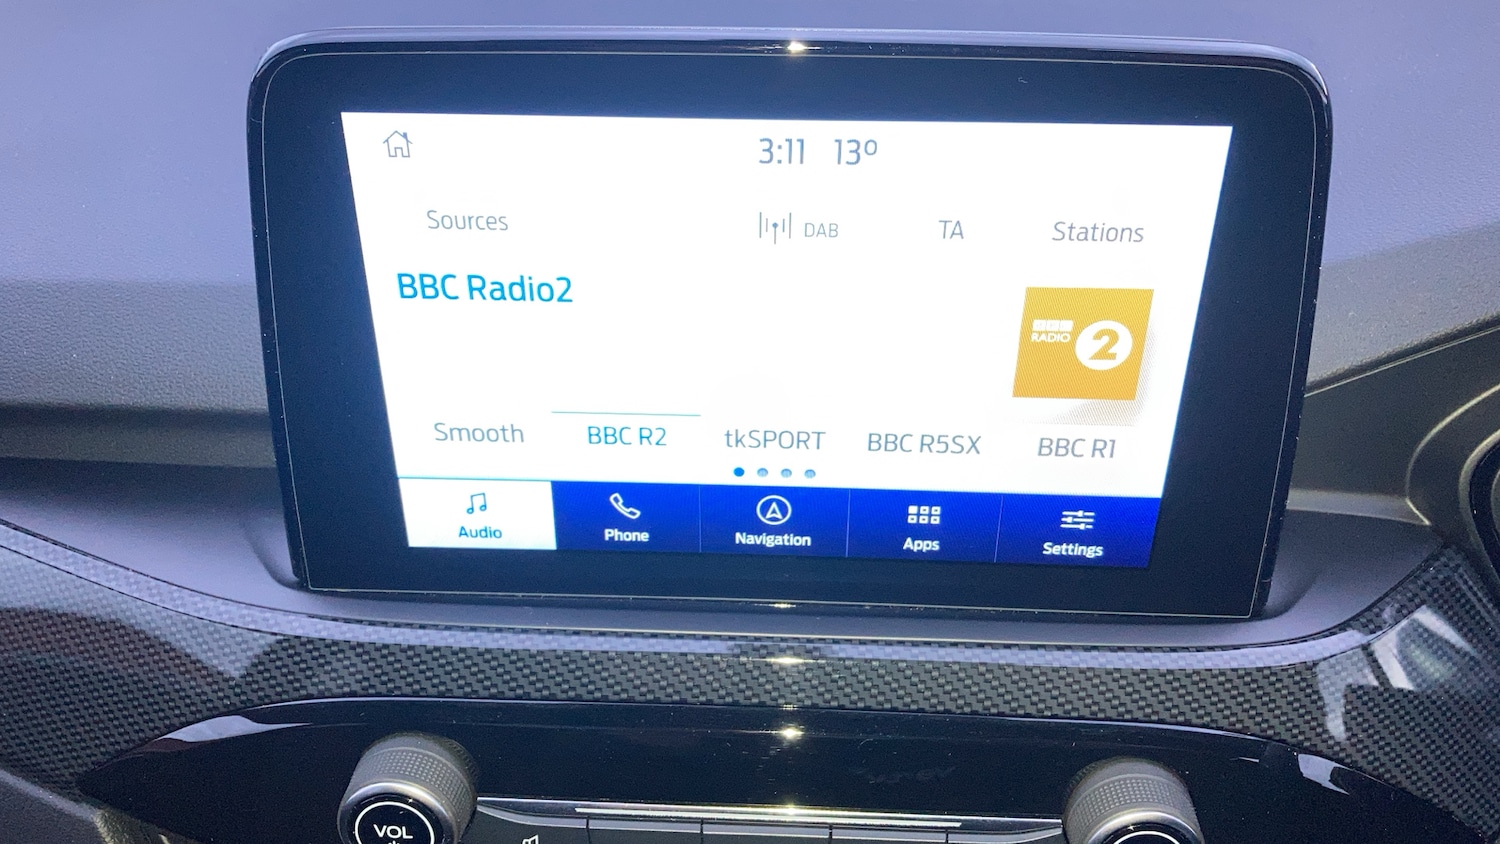 3:11 13º
Sources DAB TA Stations
BBC Radio2
BBC
RADIO 2
Smooth BBC R2 tkSPORT BBC R5SX BBC R1
Audio Phone Navigation Apps Settings
VOL